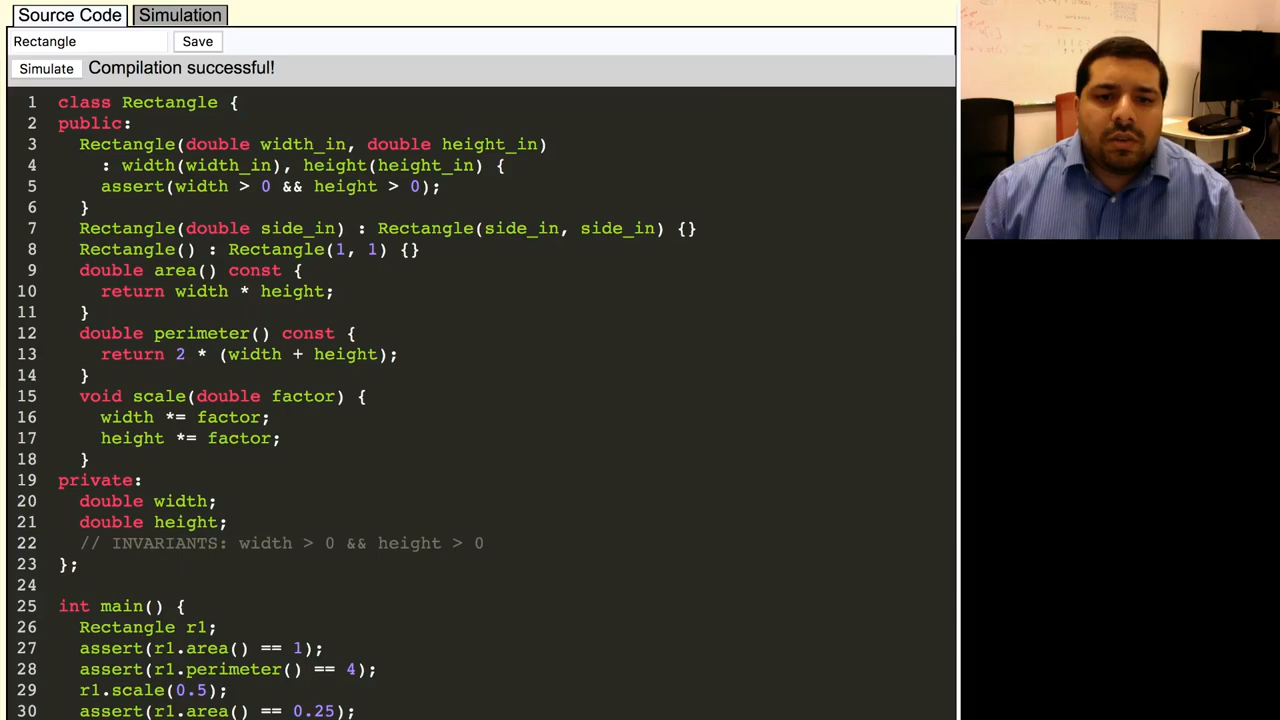 Source Code
Simulation
Rectangle
Save
Simulate
Compilation successful!
1 class Rectangle {
2 public:
3 Rectangle(double width_in, double height_in)
4 : width(width_in), height(height_in) {
5 assert(width > 0 && height > 0);
6 }
7 Rectangle(double side_in) : Rectangle(side_in, side_in) {}
8 Rectangle() : Rectangle(1, 1) {}
9 double area() const {
10 return width * height;
11 }
12 double perimeter() const {
13 return 2 * (width + height);
14 }
15 void scale(double factor) {
16 width *= factor;
17 height *= factor;
18 }
19 private:
20 double width;
21 double height;
22 // INVARIANTS: width > 0 && height > 0
23 };
24
25 int main() {
26 Rectangle r1;
27 assert(r1.area() == 1);
28 assert(r1.perimeter() == 4);
29 r1.scale(0.5);
30 assert(r1.area() == 0.25);